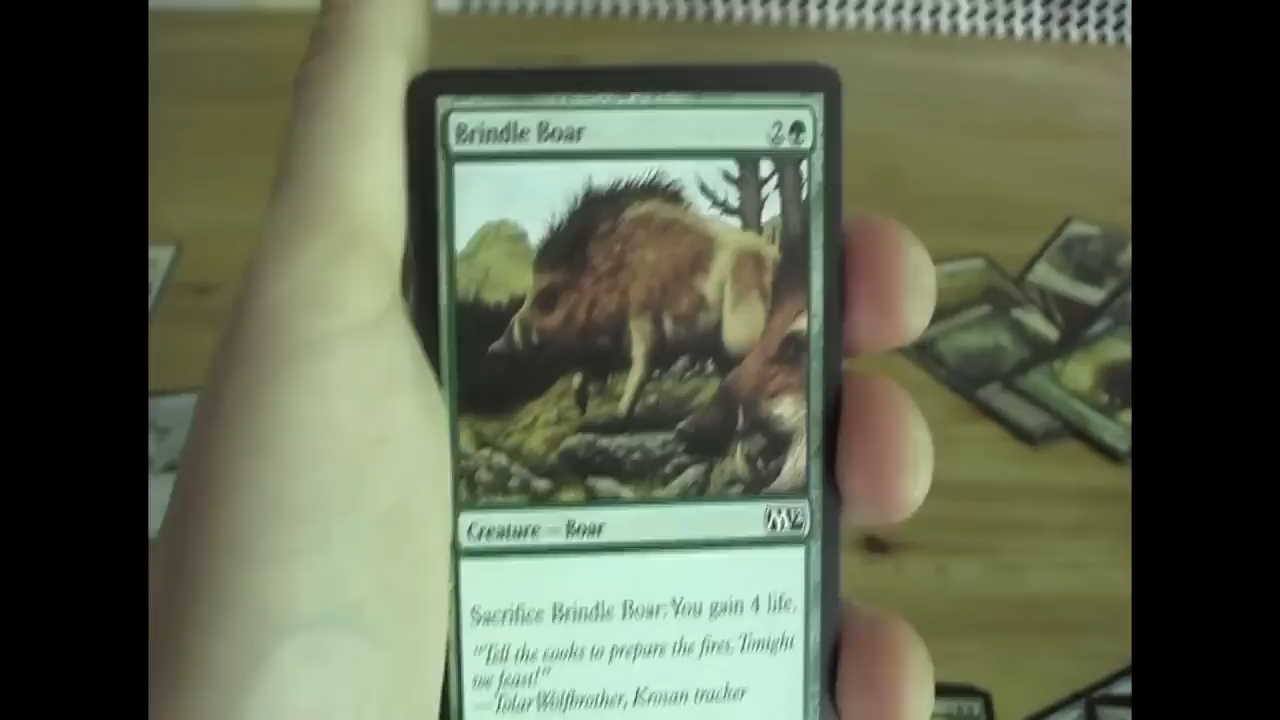 Brindle Boar 2
Creature — Boar M12
Sacrifice Brindle Boar: You gain 4 life.
"Tell the cooks to prepare the fires. Tonight
we feast!"
—Tolar Wolfbrother, Krosan tracker